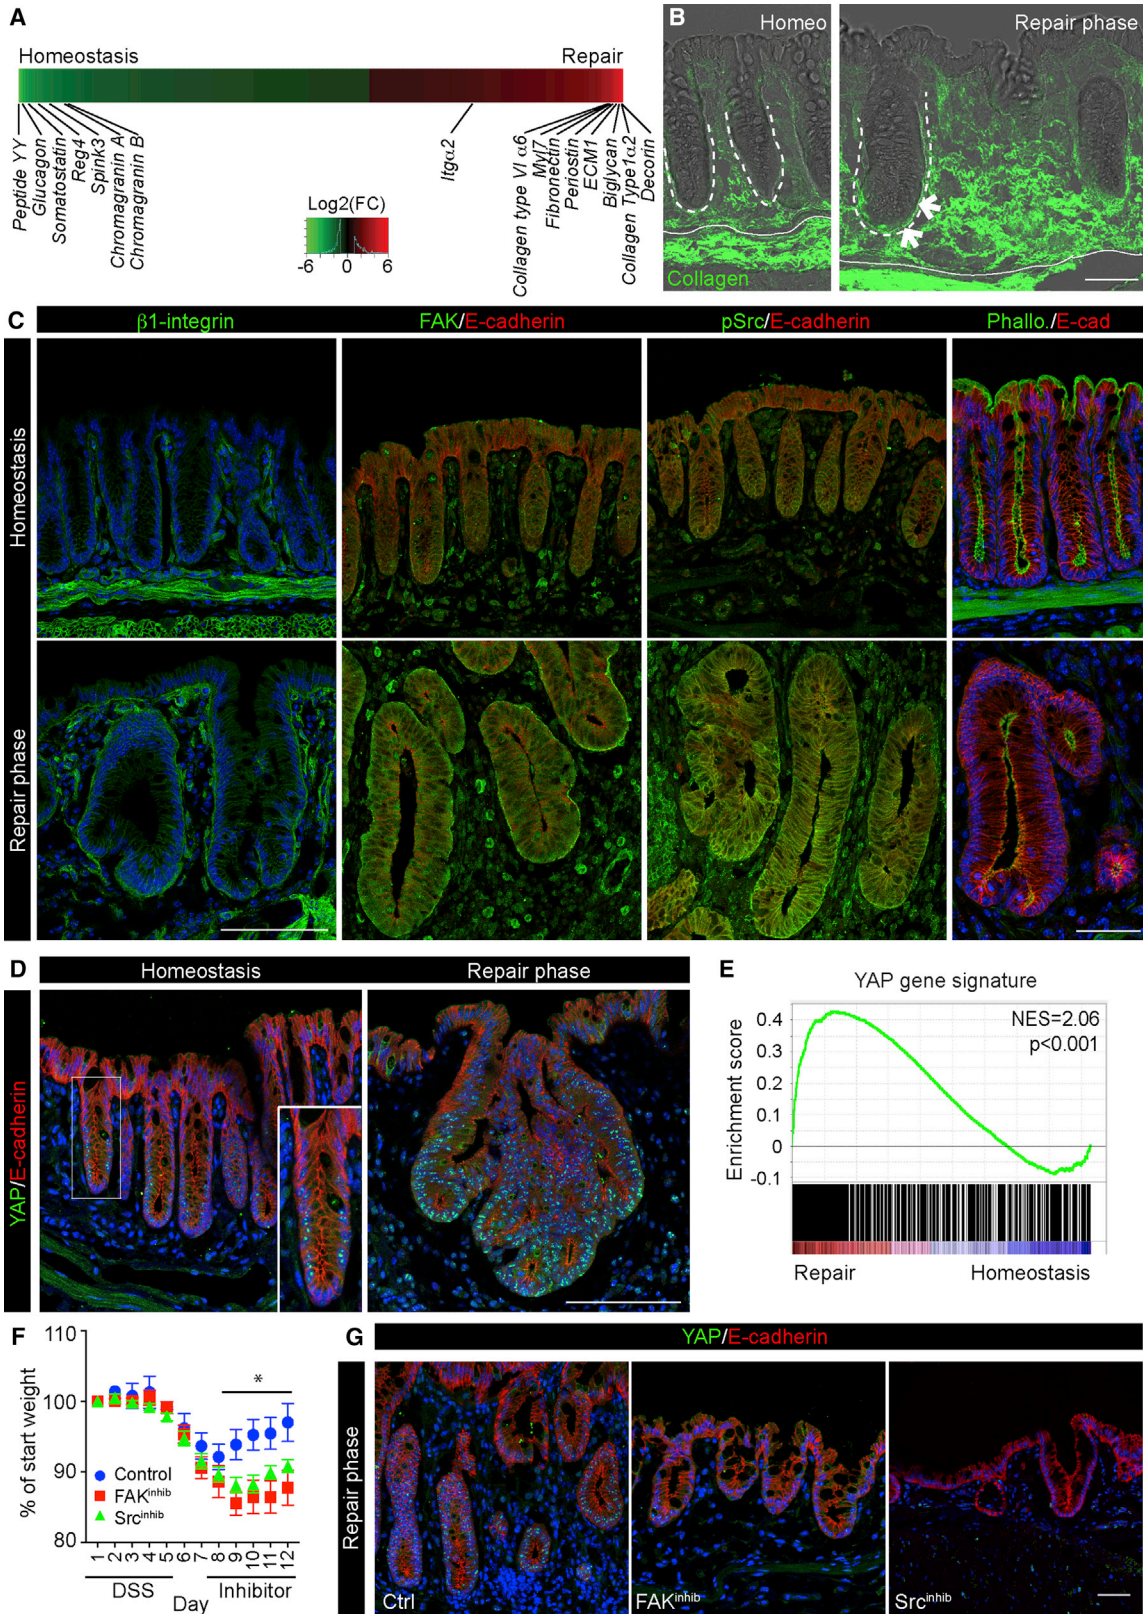 A
Homeostasis
Repair
Peptide YY
Glucagon
Somatostatin
Reg4
Spink3
Chromagranin A
Chromagranin B
Itgα2
Collagen type VI α6
Myl7
Fibronectin
Periostin
ECM1
Biglycan
Collagen Type1α2
Decorin
Log2(FC)
-6 0 6
B
Homeo
Repair phase
Collagen
C
β1-integrin
FAK/E-cadherin
pSrc/E-cadherin
Phallo./E-cad
Homeostasis
Repair phase
D
Homeostasis
Repair phase
YAP/E-cadherin
E
YAP gene signature
NES=2.06
p<0.001
Enrichment score
0.4
0.3
0.2
0.1
0
-0.1
Repair
Homeostasis
F
% of start weight
110
100
90
80
*
Control
FAKinhib
Srcinhib
1 2 3 4 5 6 7 8 9 10 11 12
DSS
Day
Inhibitor
G
YAP/E-cadherin
Repair phase
Ctrl
FAKinhib
Srcinhib